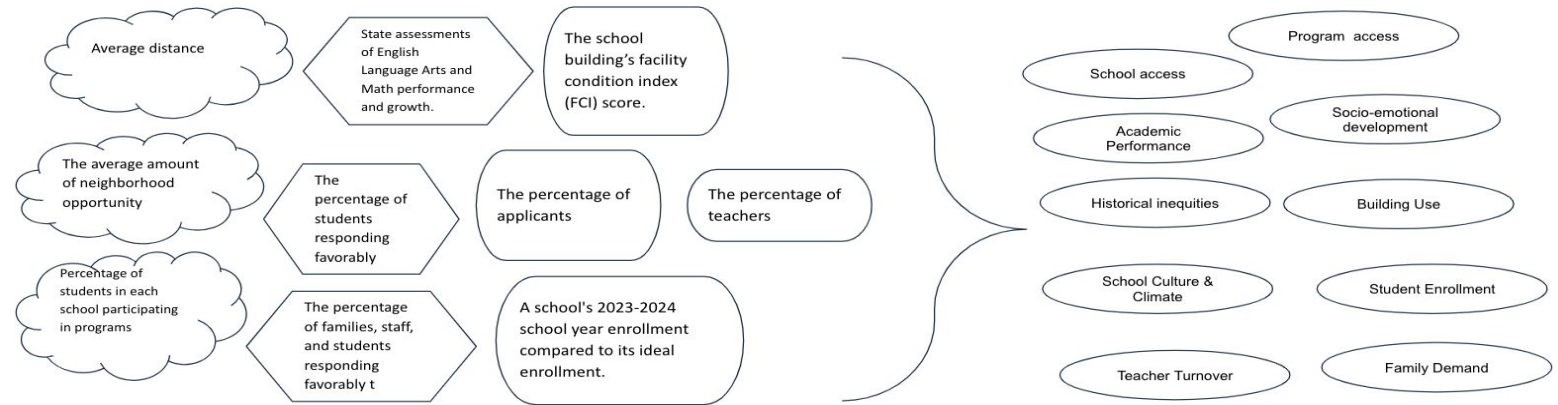 Average distance
State assessments
of English
Language Arts and
Math performance
and growth.
The school
building’s facility
condition index
(FCI) score.
The average amount
of neighborhood
opportunity
The
percentage of
students
responding
favorably
The percentage of
applicants
The percentage of
teachers
Percentage of
students in each
school participating
in programs
The percentage
of families, staff,
and students
responding
favorably t
A school's 2023-2024
school year enrollment
compared to its ideal
enrollment.
Program access
School access
Socio-emotional
development
Academic
Performance
Historical inequities
Building Use
School Culture &
Climate
Student Enrollment
Teacher Turnover
Family Demand